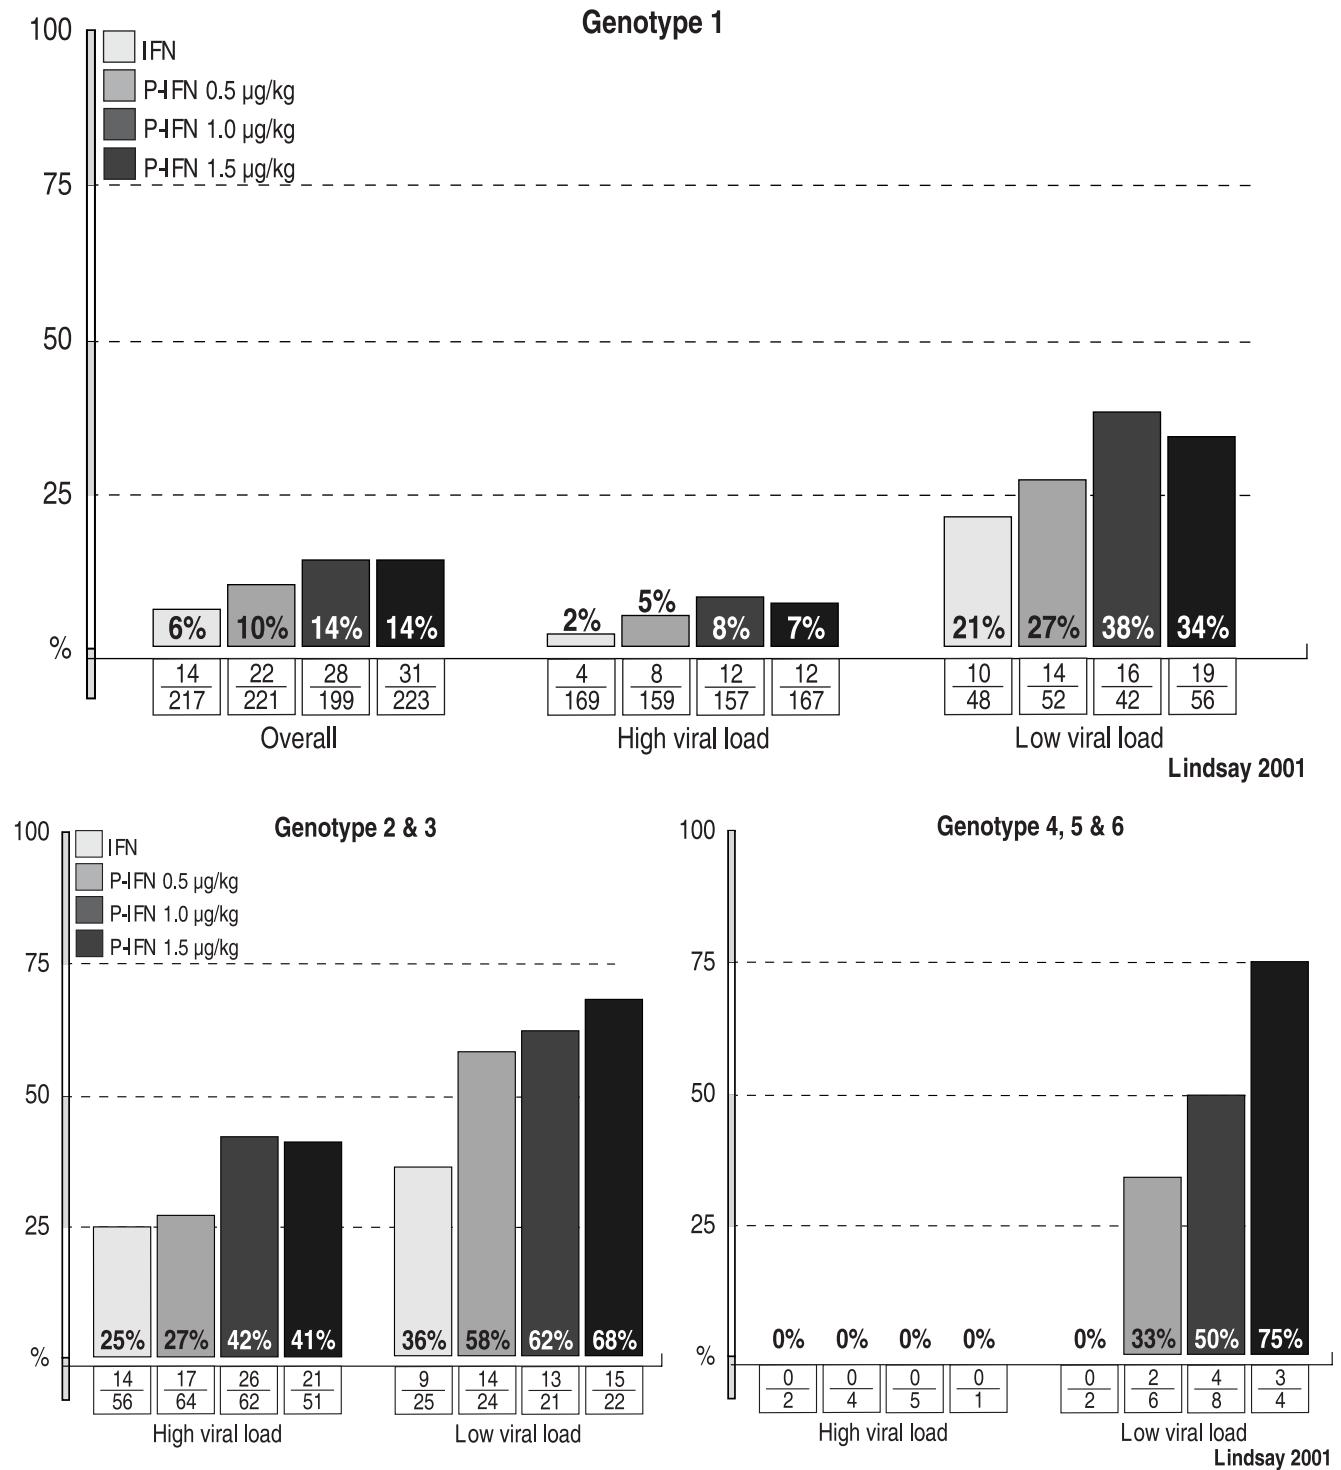 Genotype 1
100
IFN
P-IFN 0.5 µg/kg
P-IFN 1.0 µg/kg
P-IFN 1.5 µg/kg
75
50
25
%
6% 10% 14% 14% 2% 5% 8% 7% 21% 27% 38% 34%
14 22 28 31 4 8 12 12 10 14 16 19
217 221 199 223 169 159 157 167 48 52 42 56
Overall High viral load Low viral load
Lindsay 2001
Genotype 2 & 3
100
IFN
P-IFN 0.5 µg/kg
P-IFN 1.0 µg/kg
P-IFN 1.5 µg/kg
75
50
25
%
25% 27% 42% 41% 36% 58% 62% 68%
14 17 26 21 9 14 13 15
56 64 62 51 25 24 21 22
High viral load Low viral load
Genotype 4, 5 & 6
100
75
50
25
%
0% 0% 0% 0% 0% 33% 50% 75%
0 0 0 0 0 2 4 3
2 4 5 1 2 6 8 4
High viral load Low viral load
Lindsay 2001